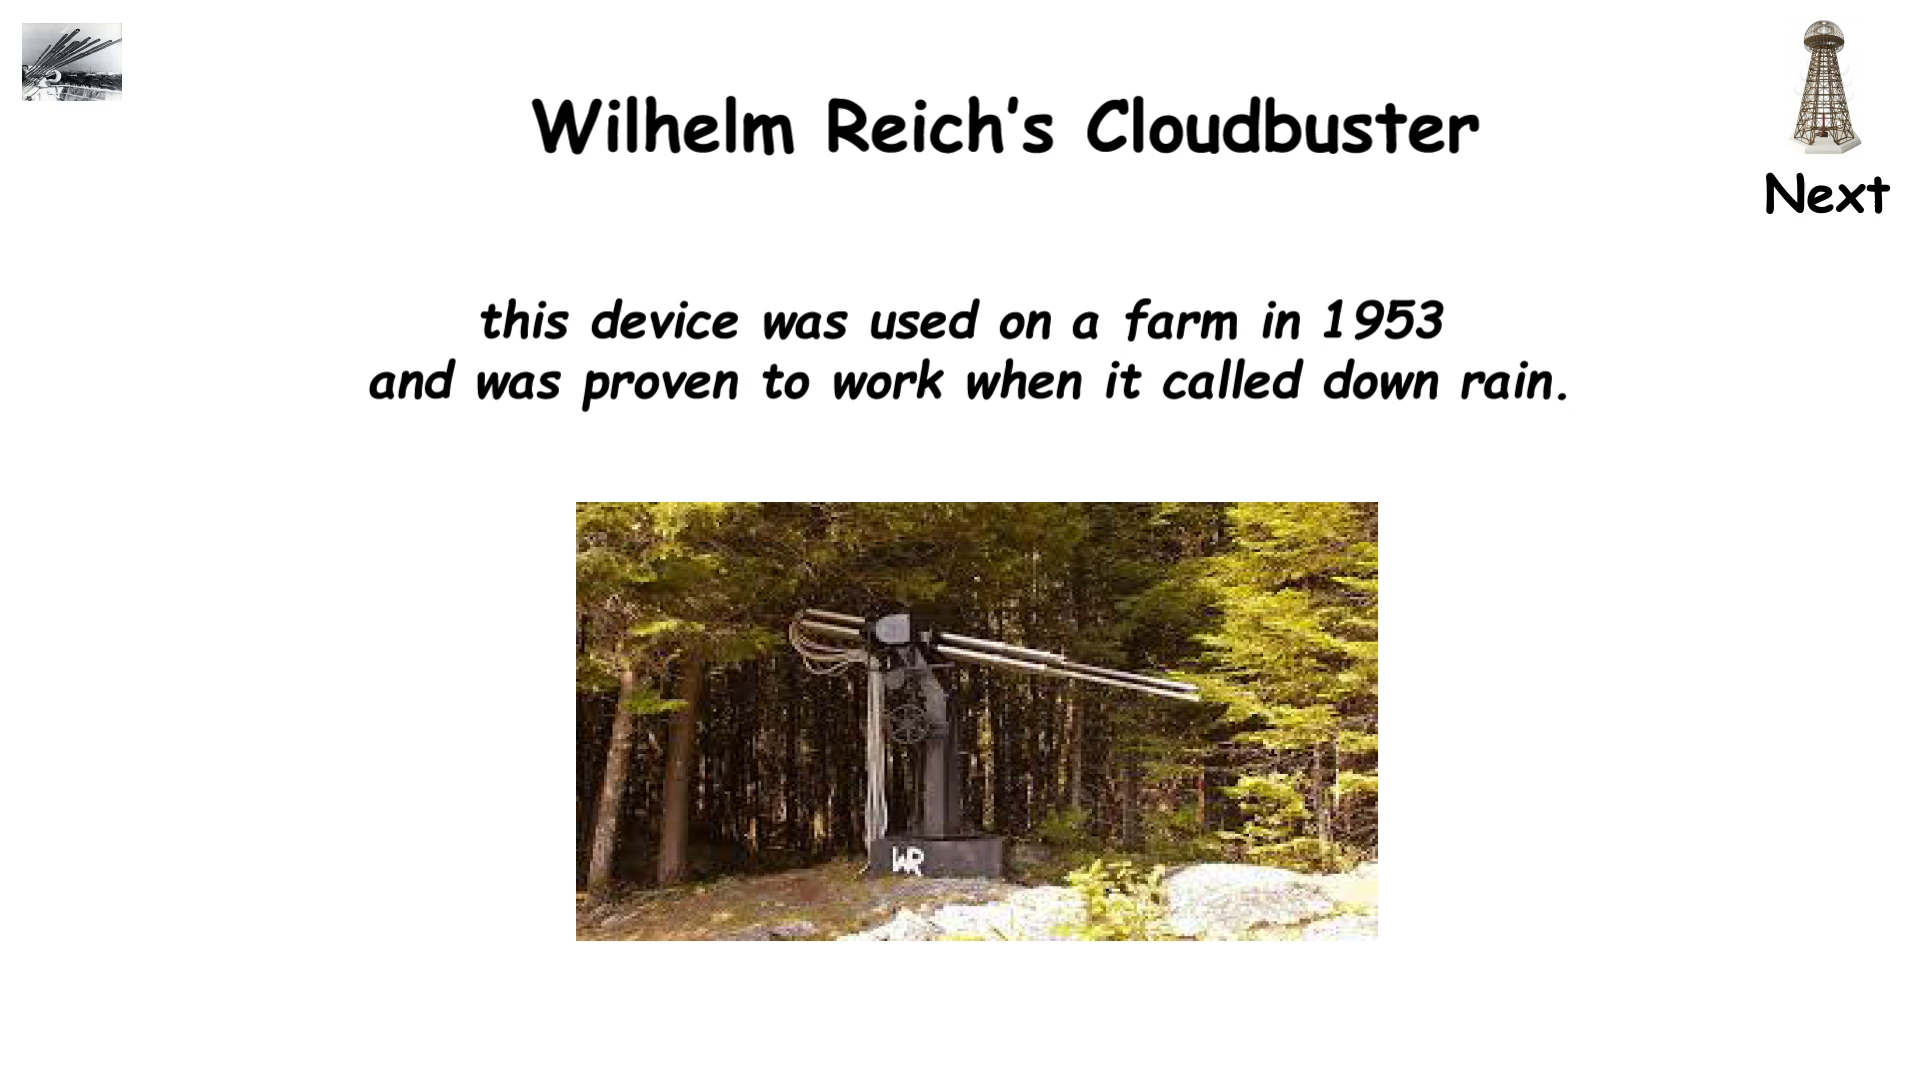 Wilhelm Reich's Cloudbuster
Next
this device was used on a farm in 1953
and was proven to work when it called down rain.
WR